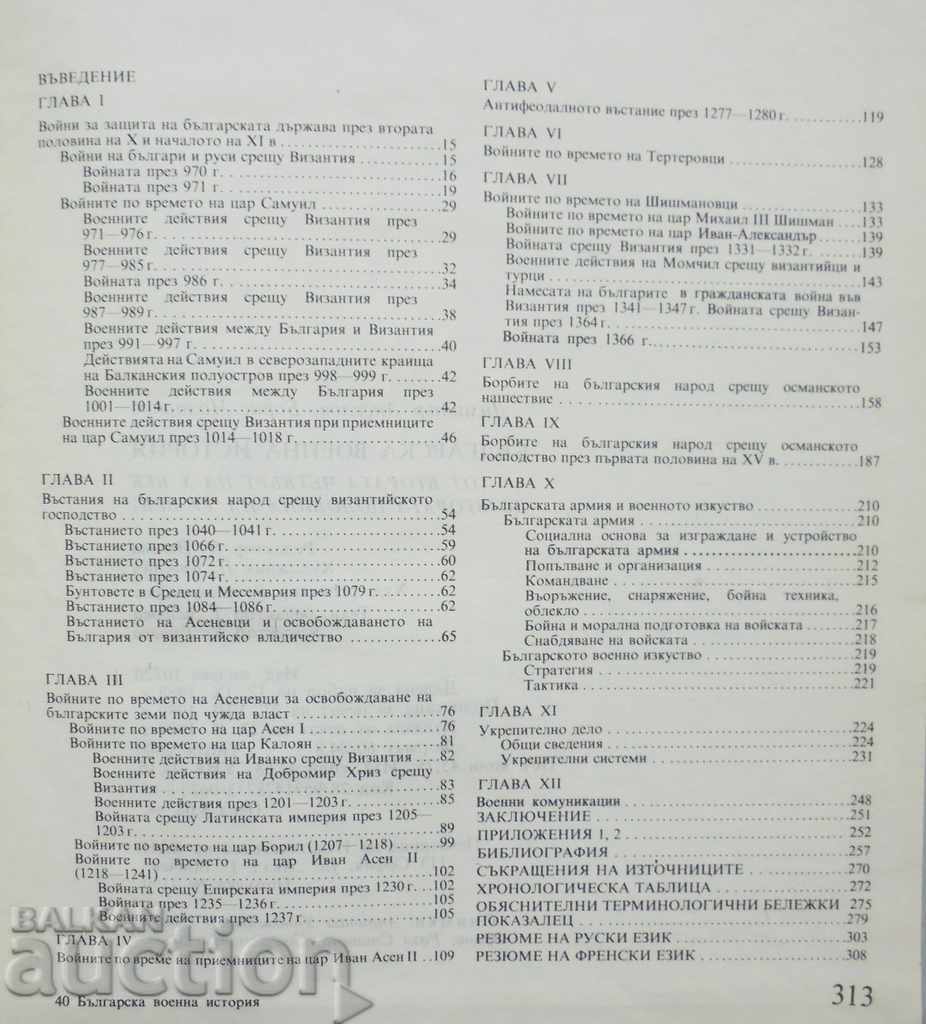 ВЪВЕДЕНИЕ
ГЛАВА I
Войни за защита на българската държава през втората
половина на X и началото на XI в ..........15
Войни на българи и руси срещу Византия ..........15
Войната през 970 г. ..........16
Войната през 971 г. ..........19
Войните по времето на цар Самуил ..........29
Военните действия срещу Византия през
971—976 г. ..........29
Военните действия срещу Византия през
977—985 г. ..........32
Войната през 986 г. ..........34
Военните действия срещу Византия през
987—989 г. ..........38
Военните действия между България и Византия
през 991—997 г. ..........40
Действията на Самуил в северозападните краища
на Балканския полуостров през 998—999 г. ..........42
Военните действия между България през
1001—1014 г. ..........42
Военните действия срещу Византия при приемниците
на цар Самуил през 1014—1018 г. ..........46
ГЛАВА II
Въстания на българския народ срещу византийското
господство ..........54
Въстанието през 1040—1041 г. ..........54
Въстанието през 1066 г. ..........59
Въстанието през 1072 г. ..........60
Въстанието през 1074 г. ..........62
Бунтовете в Средец и Месемврия през 1079 г. ..........62
Въстанието през 1084—1086 г. ..........62
Въстанието на Асеневци и освобождаването на
България от византийско владичество ..........65
ГЛАВА III
Войните по времето на Асеневци за освобождаване на
българските земи под чужда власт ..........76
Войните по времето на цар Асен I ..........76
Войните по времето на цар Калоян ..........81
Военните действия на Иванко срещу Византия ...82
Военните действия на Добромир Хриз срещу
Византия ..........83
Военните действия през 1201—1203 г. ..........85
Войната срещу Латинската империя през 1205—
1203 г. ..........89
Войните по времето на цар Борил (1207—1218) ...99
Войните по времето на цар Иван Асен II
(1218—1241) ..........102
Войната срещу Епирската империя през 1230 г. ..102
Войната през 1235—1236 г. ..........105
Военните действия през 1237 г. ..........105
ГЛАВА IV
Войните по време на приемниците на цар Иван Асен II ..109
40 Българска военна история
ГЛАВА V
Антифеодалното въстание през 1277—1280 г. ..........119
ГЛАВА VI
Войните по времето на Тертеровци ..........128
ГЛАВА VII
Войните по времето на Шишмановци ..........133
Войните по времето на цар Михаил III Шишман ....133
Войните по времето на цар Иван-Александър ..........139
Войната срещу Византия през 1331—1332 г. ..........139
Военните действия на Момчил срещу византийци и
турци ..........143
Намесата на българите в гражданската война във
Византия през 1341—1347 г. Войната срещу Визан-
тия през 1364 г. ..........147
Войната през 1366 г. ..........153
ГЛАВА VIII
Борбите на българския народ срещу османското
нашествие ..........158
ГЛАВА IX
Борбите на българския народ срещу османското
господство през първата половина на XV в. ..........187
ГЛАВА X
Българската армия и военното изкуство ..........210
Българската армия ..........210
Социална основа за изграждане и устройство
на българската армия ..........210
Попълване и организация ..........212
Командване ..........215
Въоръжение, снаряжение, бойна техника,
облекло ..........216
Бойна и морална подготовка на войската .....217
Снабдяване на войската ..........218
Българското военно изкуство ..........219
Стратегия ..........219
Тактика ..........221
ГЛАВА XI
Укрепително дело ..........224
Общи сведения ..........224
Укрепителни системи ..........231
ГЛАВА XII
Военни комуникации ..........248
ЗАКЛЮЧЕНИЕ ..........251
ПРИЛОЖЕНИЯ 1, 2 ..........252
БИБЛИОГРАФИЯ ..........257
СЪКРАЩЕНИЯ НА ИЗТОЧНИЦИТЕ ..........270
ХРОНОЛОГИЧЕСКА ТАБЛИЦА ..........272
ОБЯСНИТЕЛНИ ТЕРМИНОЛОГИЧНИ БЕЛЕЖКИ 275
ПОКАЗАЛЕЦ ..........279
РЕЗЮМЕ НА РУСКИ ЕЗИК ..........303
РЕЗЮМЕ НА ФРЕНСКИ ЕЗИК ..........308
313
BALKAN
auction